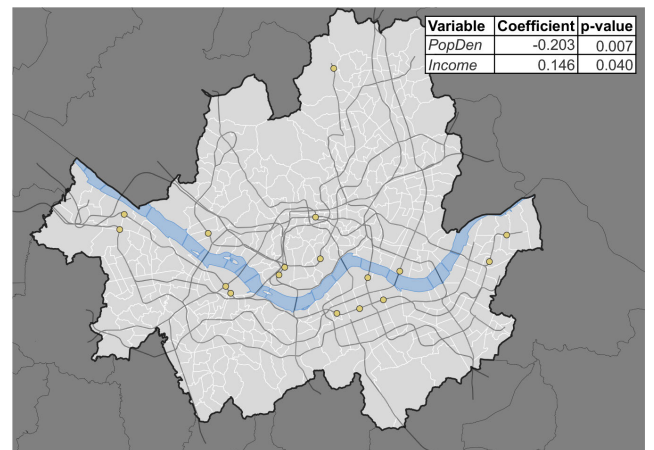 Variable Coefficient p-value
PopDen -0.203 0.007
Income 0.146 0.040